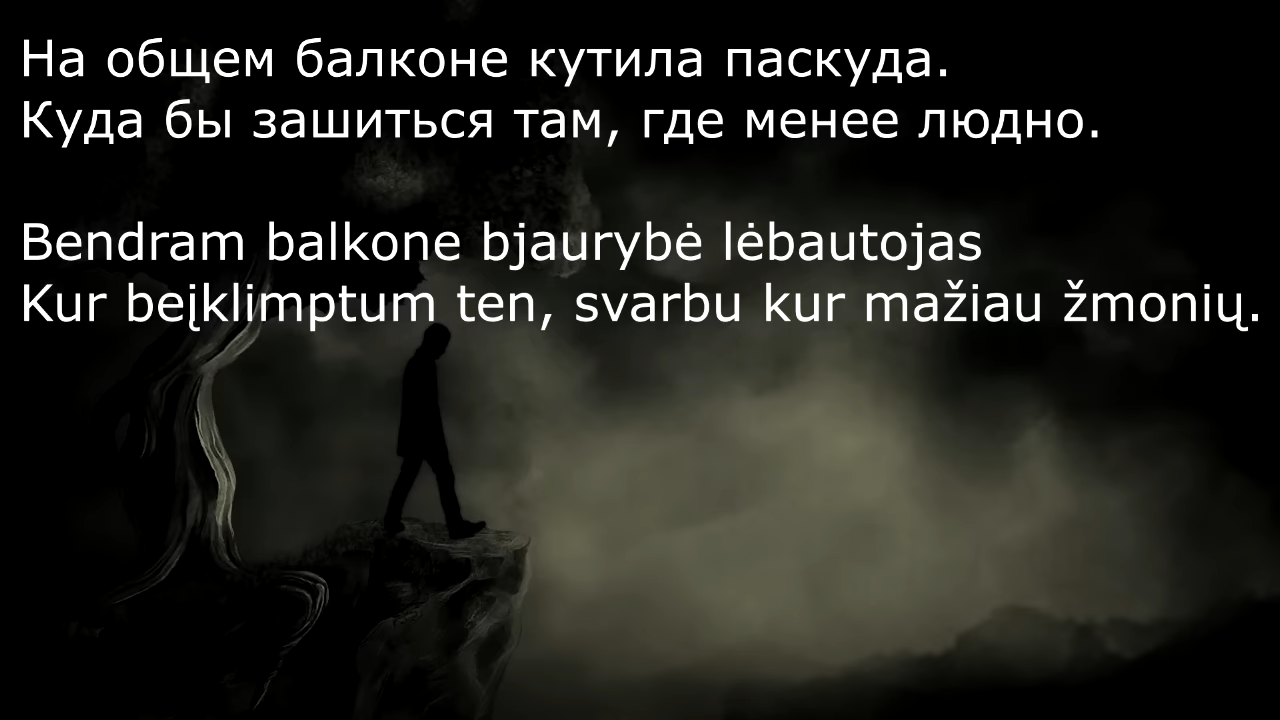 На общем балконе кутила паскуда.
Куда бы зашиться там, где менее людно.
Bendram balkone bjaurybė lėbautojas
Kur beįklimptum ten, svarbu kur mažiau žmonių.